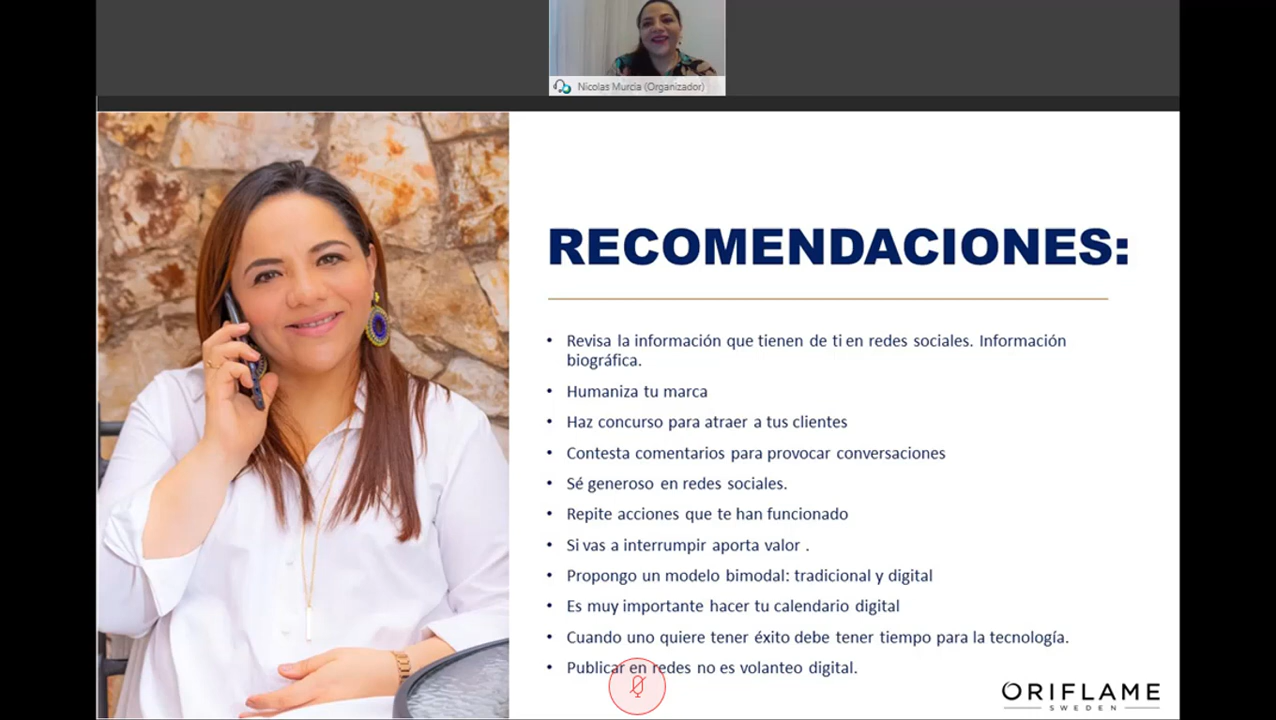 Nicolas Murcia (Organizador)
RECOMENDACIONES:
• Revisa la información que tienen de ti en redes sociales. Información
biográfica.
• Humaniza tu marca
• Haz concurso para atraer a tus clientes
• Contesta comentarios para provocar conversaciones
• Sé generoso en redes sociales.
• Repite acciones que te han funcionado
• Si vas a interrumpir aporta valor .
• Propongo un modelo bimodal: tradicional y digital
• Es muy importante hacer tu calendario digital
• Cuando uno quiere tener éxito debe tener tiempo para la tecnología.
• Publicar en redes no es volanteo digital.
ORIFLAME
SWEDEN